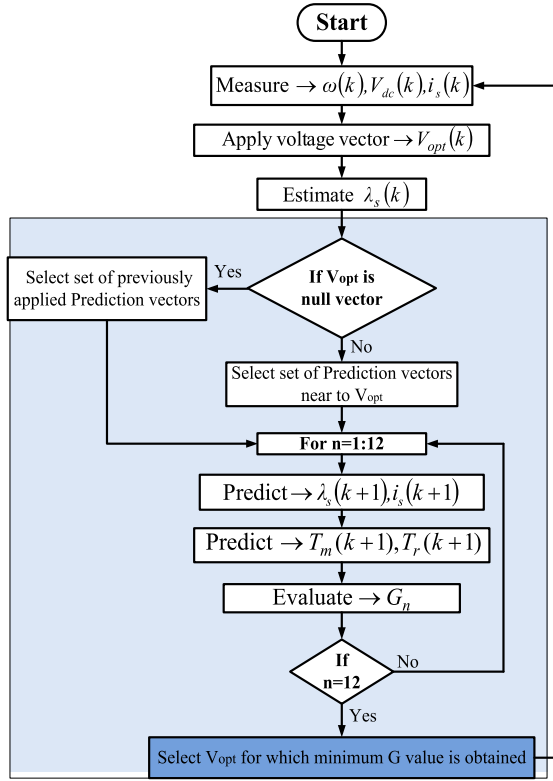 Start
Measure → ω(k),V_dc(k),i_s(k)
Apply voltage vector → V_opt(k)
Estimate λ_s(k)
If Vopt is
null vector
Yes
Select set of previously
applied Prediction vectors
No
Select set of Prediction vectors
near to Vopt
For n=1:12
Predict → λ_s(k+1),i_s(k+1)
Predict → T_m(k+1),T_r(k+1)
Evaluate → G_n
If
n=12
No
Yes
Select Vopt for which minimum G value is obtained